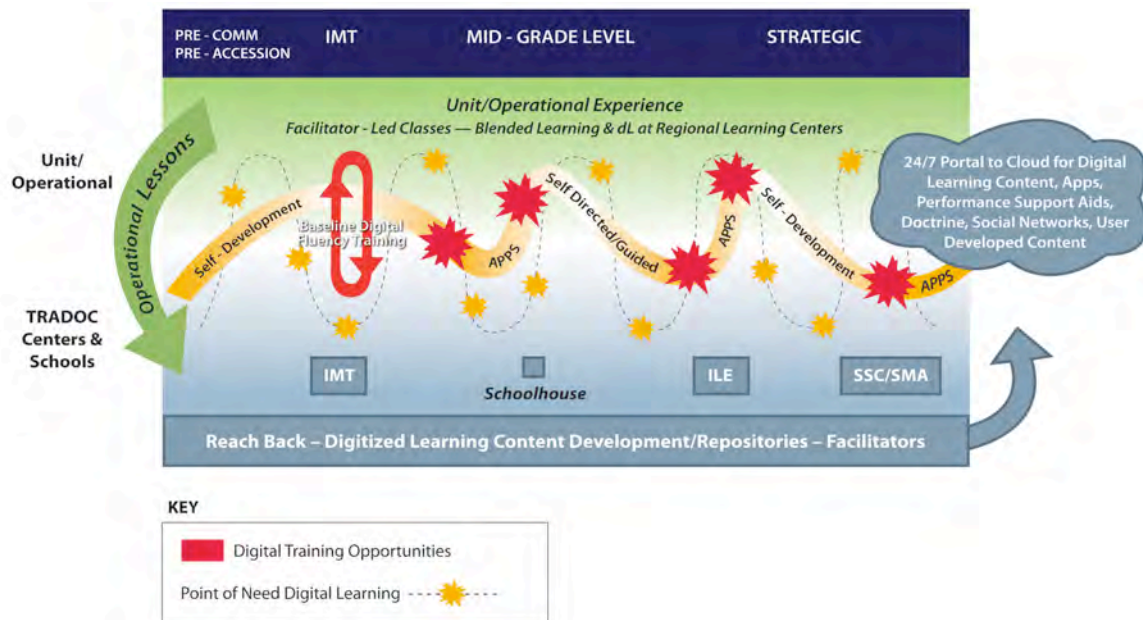 PRE - COMM
PRE - ACCESSION
IMT
MID - GRADE LEVEL
STRATEGIC
Unit/Operational Experience
Facilitator - Led Classes — Blended Learning & dL at Regional Learning Centers
Unit/
Operational
Operational Lessons
TRADOC
Centers &
Schools
Self - Development
Baseline Digital
Fluency Training
APPS
Self Directed/Guided
APPS
Self - Development
APPS
24/7 Portal to Cloud for Digital
Learning Content, Apps,
Performance Support Aids,
Doctrine, Social Networks, User
Developed Content
IMT
Schoolhouse
ILE
SSC/SMA
Reach Back – Digitized Learning Content Development/Repositories – Facilitators
KEY
Digital Training Opportunities
Point of Need Digital Learning